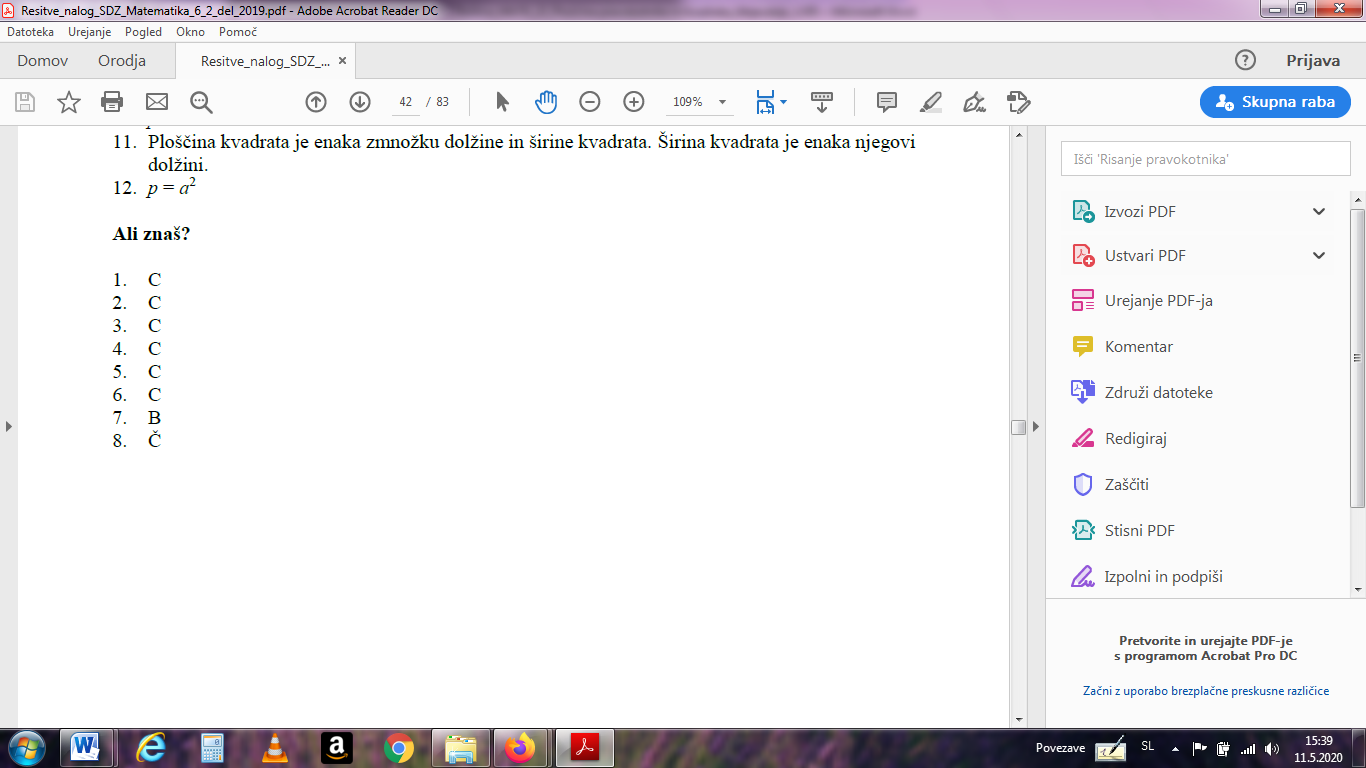 Resitve_nalog_SDZ_Matematika_6_2_del_2019.pdf - Adobe Acrobat Reader DC
Datoteka Urejanje Pogled Okno Pomoč
Domov Orodja Resitve_nalog_SDZ_... × Prijava
42 / 83 109% Skupna raba
11. Ploščina kvadrata je enaka zmnožku dolžine in širine kvadrata. Širina kvadrata je enaka njegovi
dolžini.
12. p = a²
Ali znaš?
1. C
2. C
3. C
4. C
5. C
6. C
7. B
8. Č
Išči 'Risanje pravokotnika'
Izvozi PDF
Ustvari PDF
Urejanje PDF-ja
Komentar
Združi datoteke
Redigiraj
Zaščiti
Stisni PDF
Izpolni in podpiši
Pretvorite in urejajte PDF-je
s programom Acrobat Pro DC
Začni z uporabo brezplačne preskusne različice
Povezave SL 15:39
11.5.2020